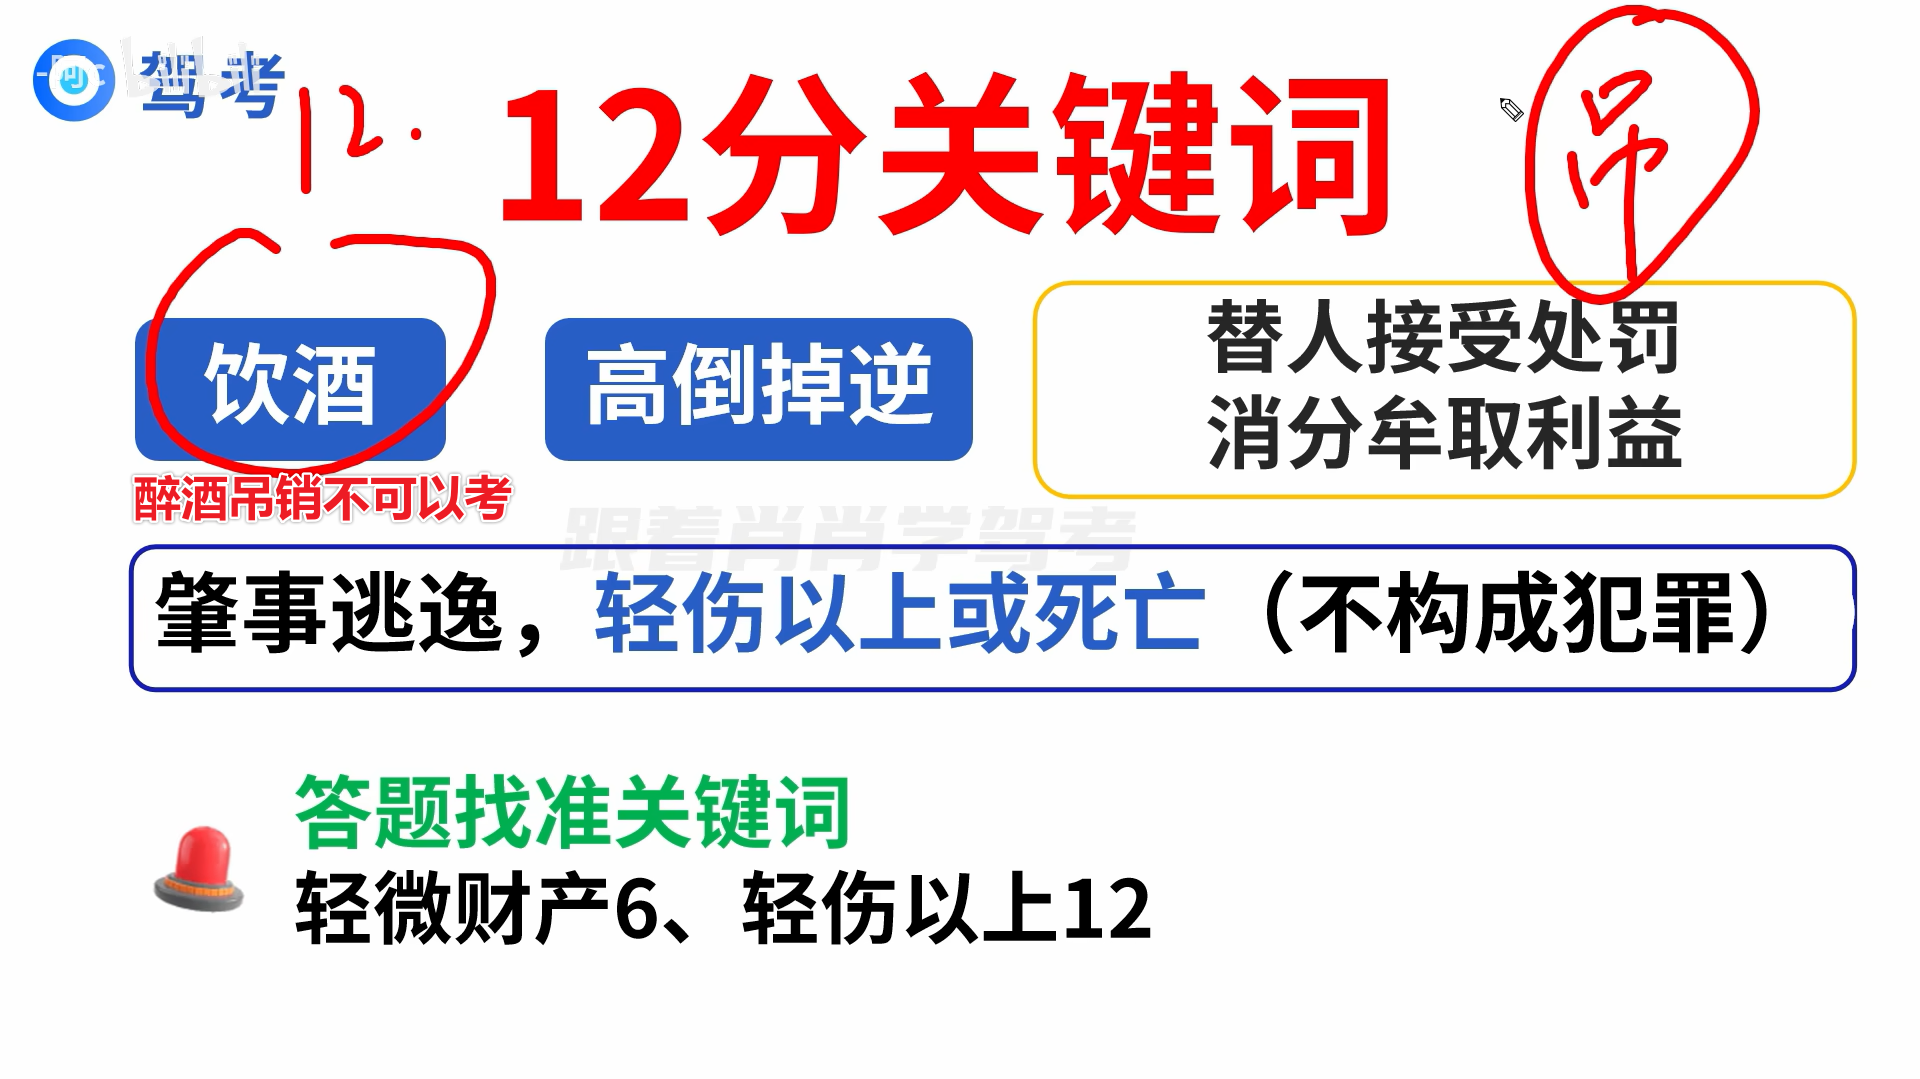 驾考
12.
12分关键词
吊
饮酒
高倒掉逆
替人接受处罚
消分牟取利益
醉酒吊销不可以考
跟着肖肖学驾考
肇事逃逸，轻伤以上或死亡（不构成犯罪）
答题找准关键词
轻微财产6、轻伤以上12